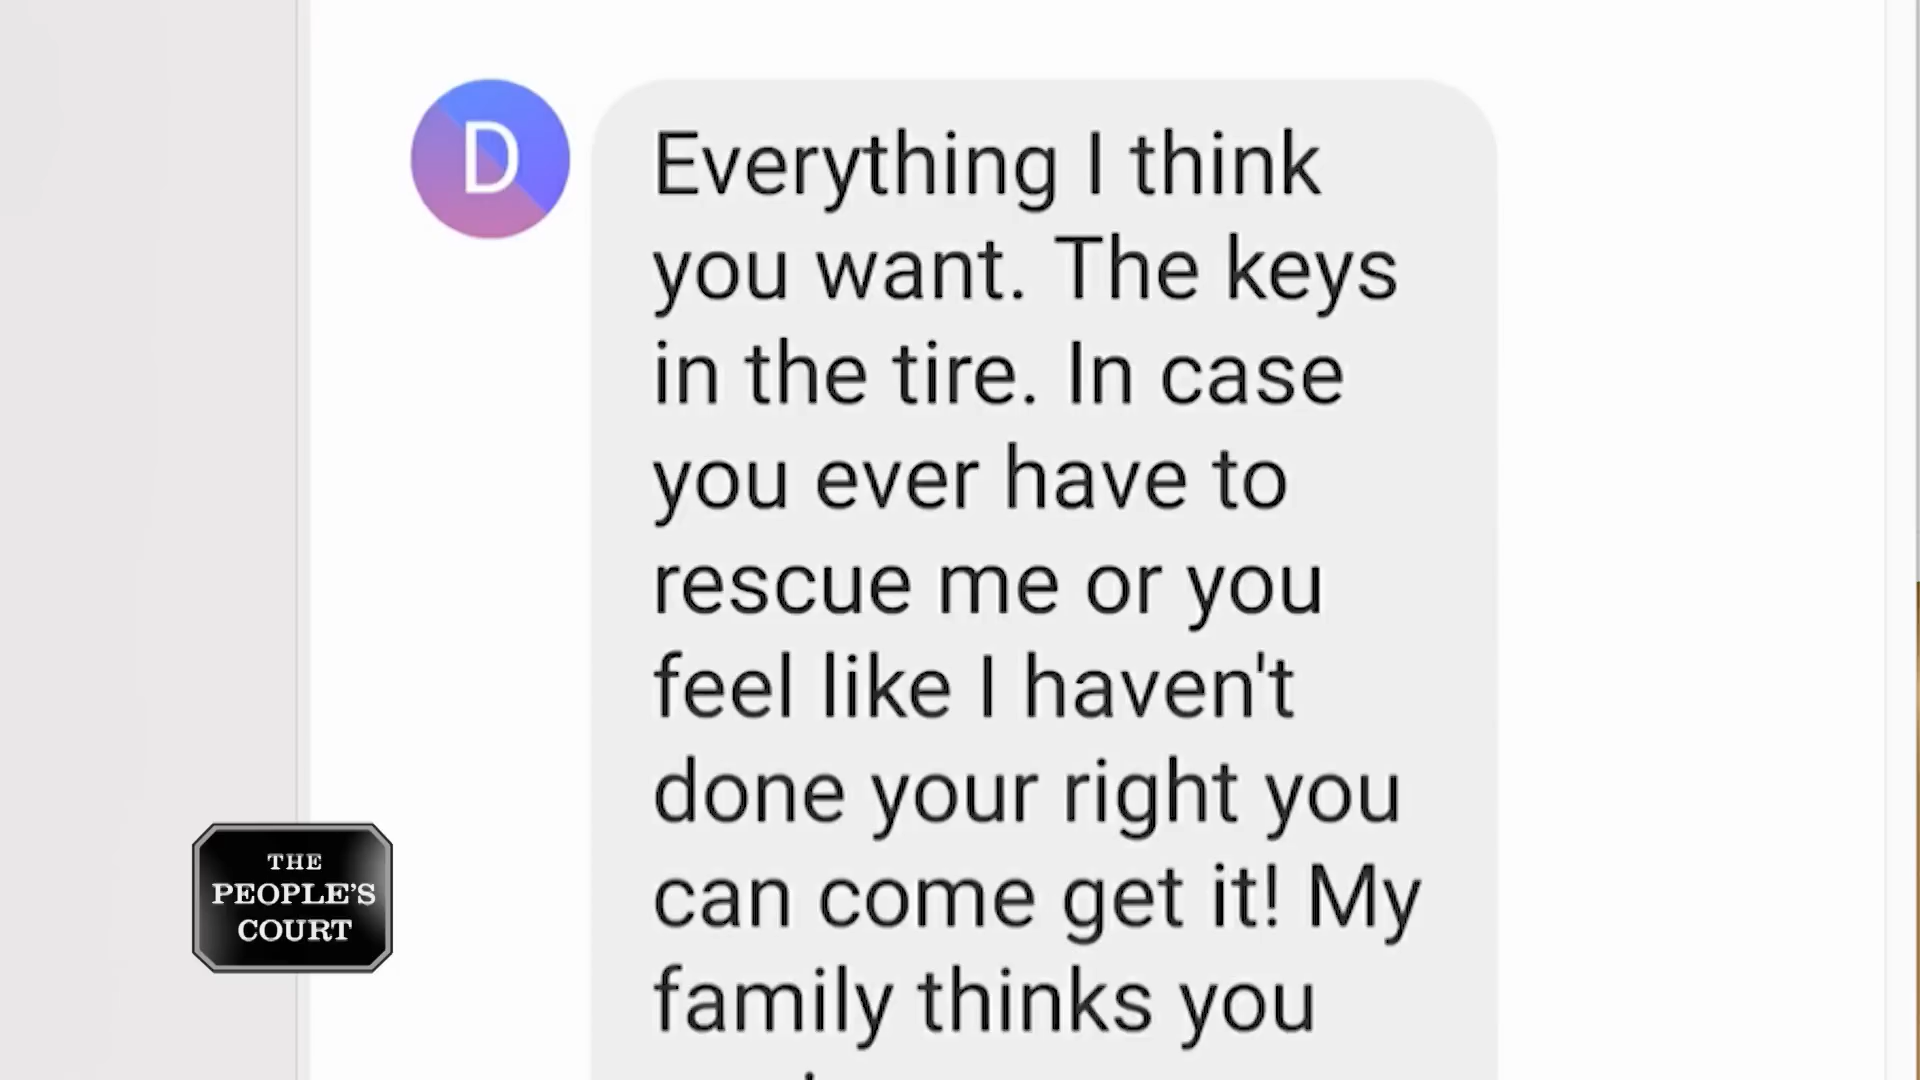 D
Everything I think
you want. The keys
in the tire. In case
you ever have to
rescue me or you
feel like I haven't
done your right you
can come get it! My
family thinks you
THE
PEOPLE'S
COURT